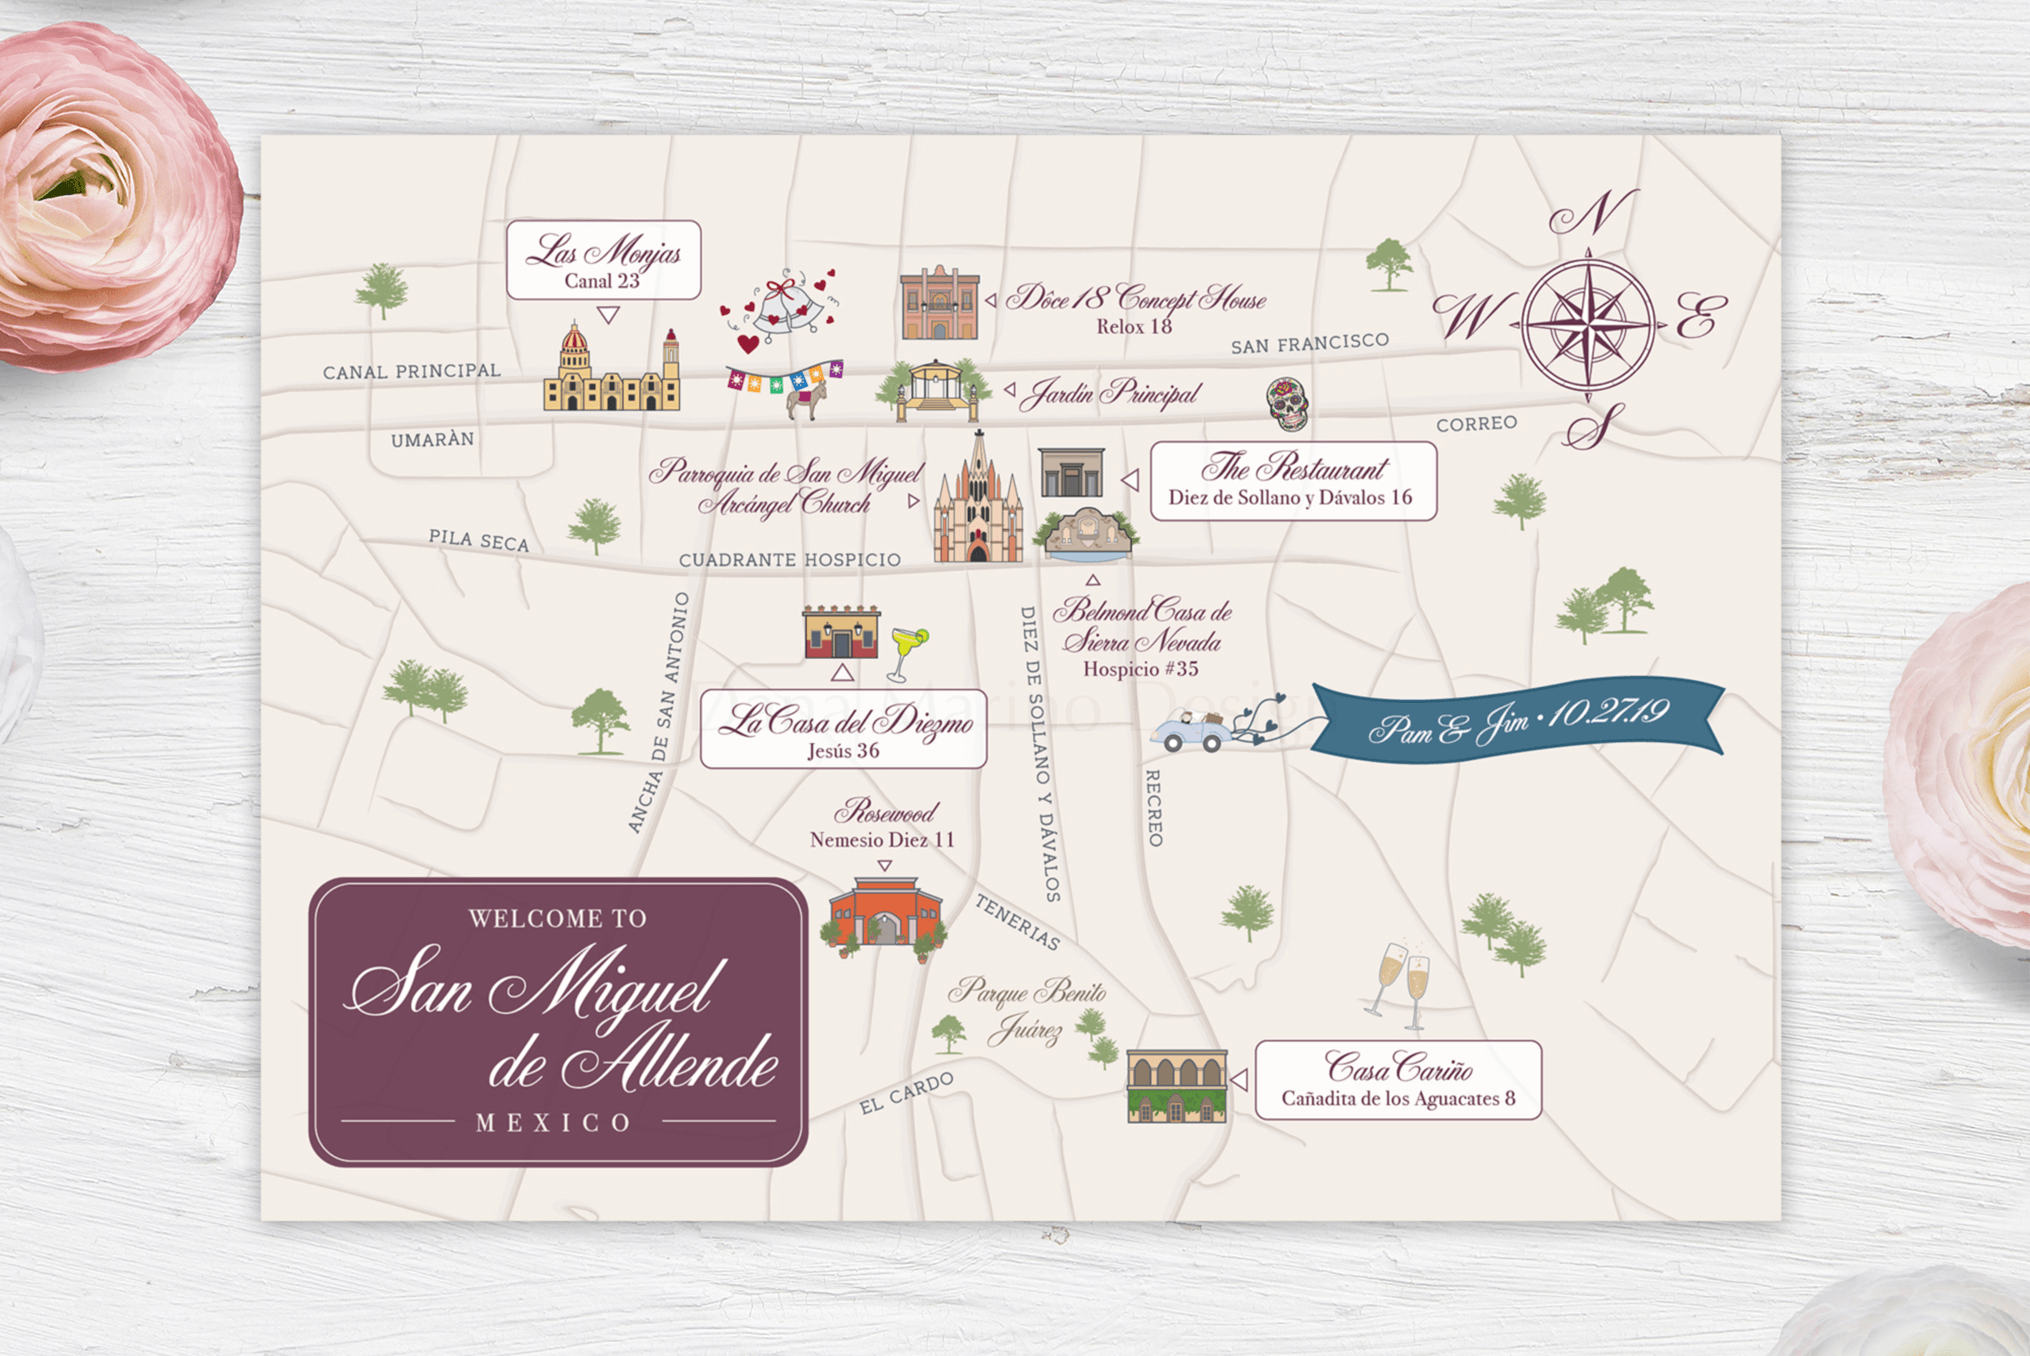 N
W
E
S
Las Monjas
Canal 23
Dôce 18 Concept House
Relox 18
SAN FRANCISCO
CANAL PRINCIPAL
Jardín Principal
CORREO
UMARÀN
Parroquia de San Miguel
Arcángel Church
The Restaurant
Diez de Sollano y Dávalos 16
PILA SECA
CUADRANTE HOSPICIO
ANCHA DE SAN ANTONIO
DIEZ DE SOLLANO Y DÁVALOS
Belmond Casa de
Sierra Nevada
Hospicio #35
La Casa del Diezmo
Jesús 36
Pam & Jim • 10.27.19
RECREO
Rosewood
Nemesio Diez 11
TENERIAS
Parque Benito
Juárez
EL CARDO
Casa Cariño
Cañadita de los Aguacates 8
WELCOME TO
San Miguel
de Allende
MEXICO
Dana Marino Design